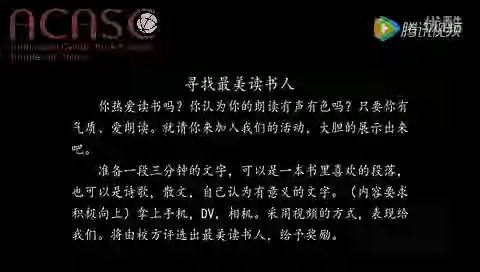 ACASC
优酷
腾讯视频
寻找最美读书人
你热爱读书吗？你认为你的朗读有声有色吗？只要你有
气质、爱朗读。就请你来加入我们的活动，大胆的展示出来
吧。
准备一段三分钟的文字，可以是一本书里喜欢的段落，
也可以是诗歌，散文，自己认为有意义的文字。（内容要求
积极向上）拿上手机，DV，相机。采用视频的方式，表现给
我们。将由校方评选出最美读书人，给予奖励。